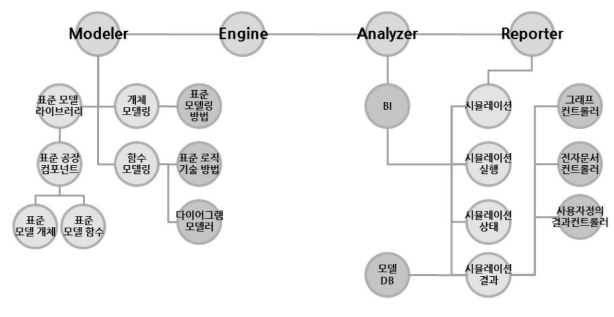 Modeler
Engine
Analyzer
Reporter
표준 모델
라이브러리
개체
모델링
표준
모델링
방법
BI
시뮬레이션
그래프
컨트롤러
표준 공장
컴포넌트
함수
모델링
표준 로직
기술 방법
시뮬레이션
실행
전자문서
컨트롤러
표준
모델 개체
표준
모델 함수
다이어그램
모델러
시뮬레이션
상태
사용자정의
결과컨트롤러
모델
DB
시뮬레이션
결과